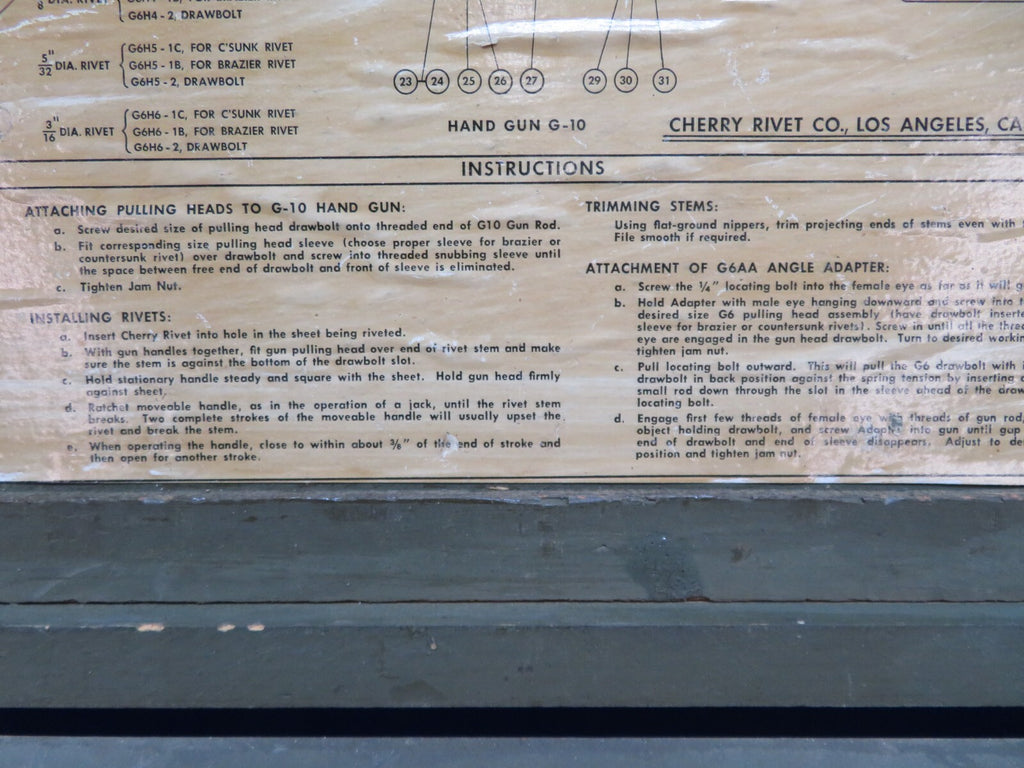 G6H4 - 2, DRAWBOLT
5/32" DIA. RIVET { G6H5 - 1C, FOR C'SUNK RIVET
G6H5 - 1B, FOR BRAZIER RIVET
G6H5 - 2, DRAWBOLT
3/16" DIA. RIVET { G6H6 - 1C, FOR C'SUNK RIVET
G6H6 - 1B, FOR BRAZIER RIVET
G6H6 - 2, DRAWBOLT
23 24 25 26 27 29 30 31
HAND GUN G-10
CHERRY RIVET CO., LOS ANGELES, CA
INSTRUCTIONS
ATTACHING PULLING HEADS TO G-10 HAND GUN:
a. Screw desired size of pulling head drawbolt onto threaded end of G10 Gun Rod.
b. Fit corresponding size pulling head sleeve (choose proper sleeve for brazier or
countersunk rivet) over drawbolt and screw into threaded snubbing sleeve until
the space between free end of drawbolt and front of sleeve is eliminated.
c. Tighten Jam Nut.
INSTALLING RIVETS:
a. Insert Cherry Rivet into hole in the sheet being riveted.
b. With gun handles together, fit gun pulling head over end of rivet stem and make
sure the stem is against the bottom of the drawbolt slot.
c. Hold stationary handle steady and square with the sheet. Hold gun head firmly
against sheet.
d. Ratchet moveable handle, as in the operation of a jack, until the rivet stem
breaks. Two complete strokes of the moveable handle will usually upset the
rivet and break the stem.
e. When operating the handle, close to within about 3/8" of the end of stroke and
then open for another stroke.
TRIMMING STEMS:
Using flat-ground nippers, trim projecting ends of stems even with
File smooth if required.
ATTACHMENT OF G6AA ANGLE ADAPTER:
a. Screw the 1/4" locating bolt into the female eye as far as it will g
b. Hold Adapter with male eye hanging downward and screw into t
desired size G6 pulling head assembly (have drawbolt inserte
sleeve for brazier or countersunk rivets). Screw in until all the thre
eye are engaged in the gun head drawbolt. Turn to desired workin
tighten jam nut.
c. Pull locating bolt outward. This will pull the G6 drawbolt with i
drawbolt in back position against the spring tension by inserting a
small rod down through the slot in the sleeve ahead of the draw
locating bolt.
d. Engage first few threads of female eye with threads of gun rod,
object holding drawbolt, and screw Adapter into gun until gap
end of drawbolt and end of sleeve disappears. Adjust to de
position and tighten jam nut.